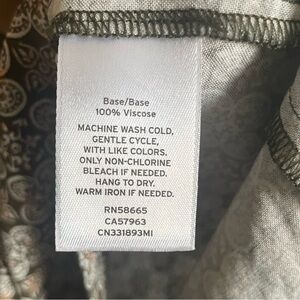 Base/Base
100% Viscose
MACHINE WASH COLD,
GENTLE CYCLE,
WITH LIKE COLORS.
ONLY NON-CHLORINE
BLEACH IF NEEDED.
HANG TO DRY.
WARM IRON IF NEEDED.
RN58665
CA57963
CN331893MI